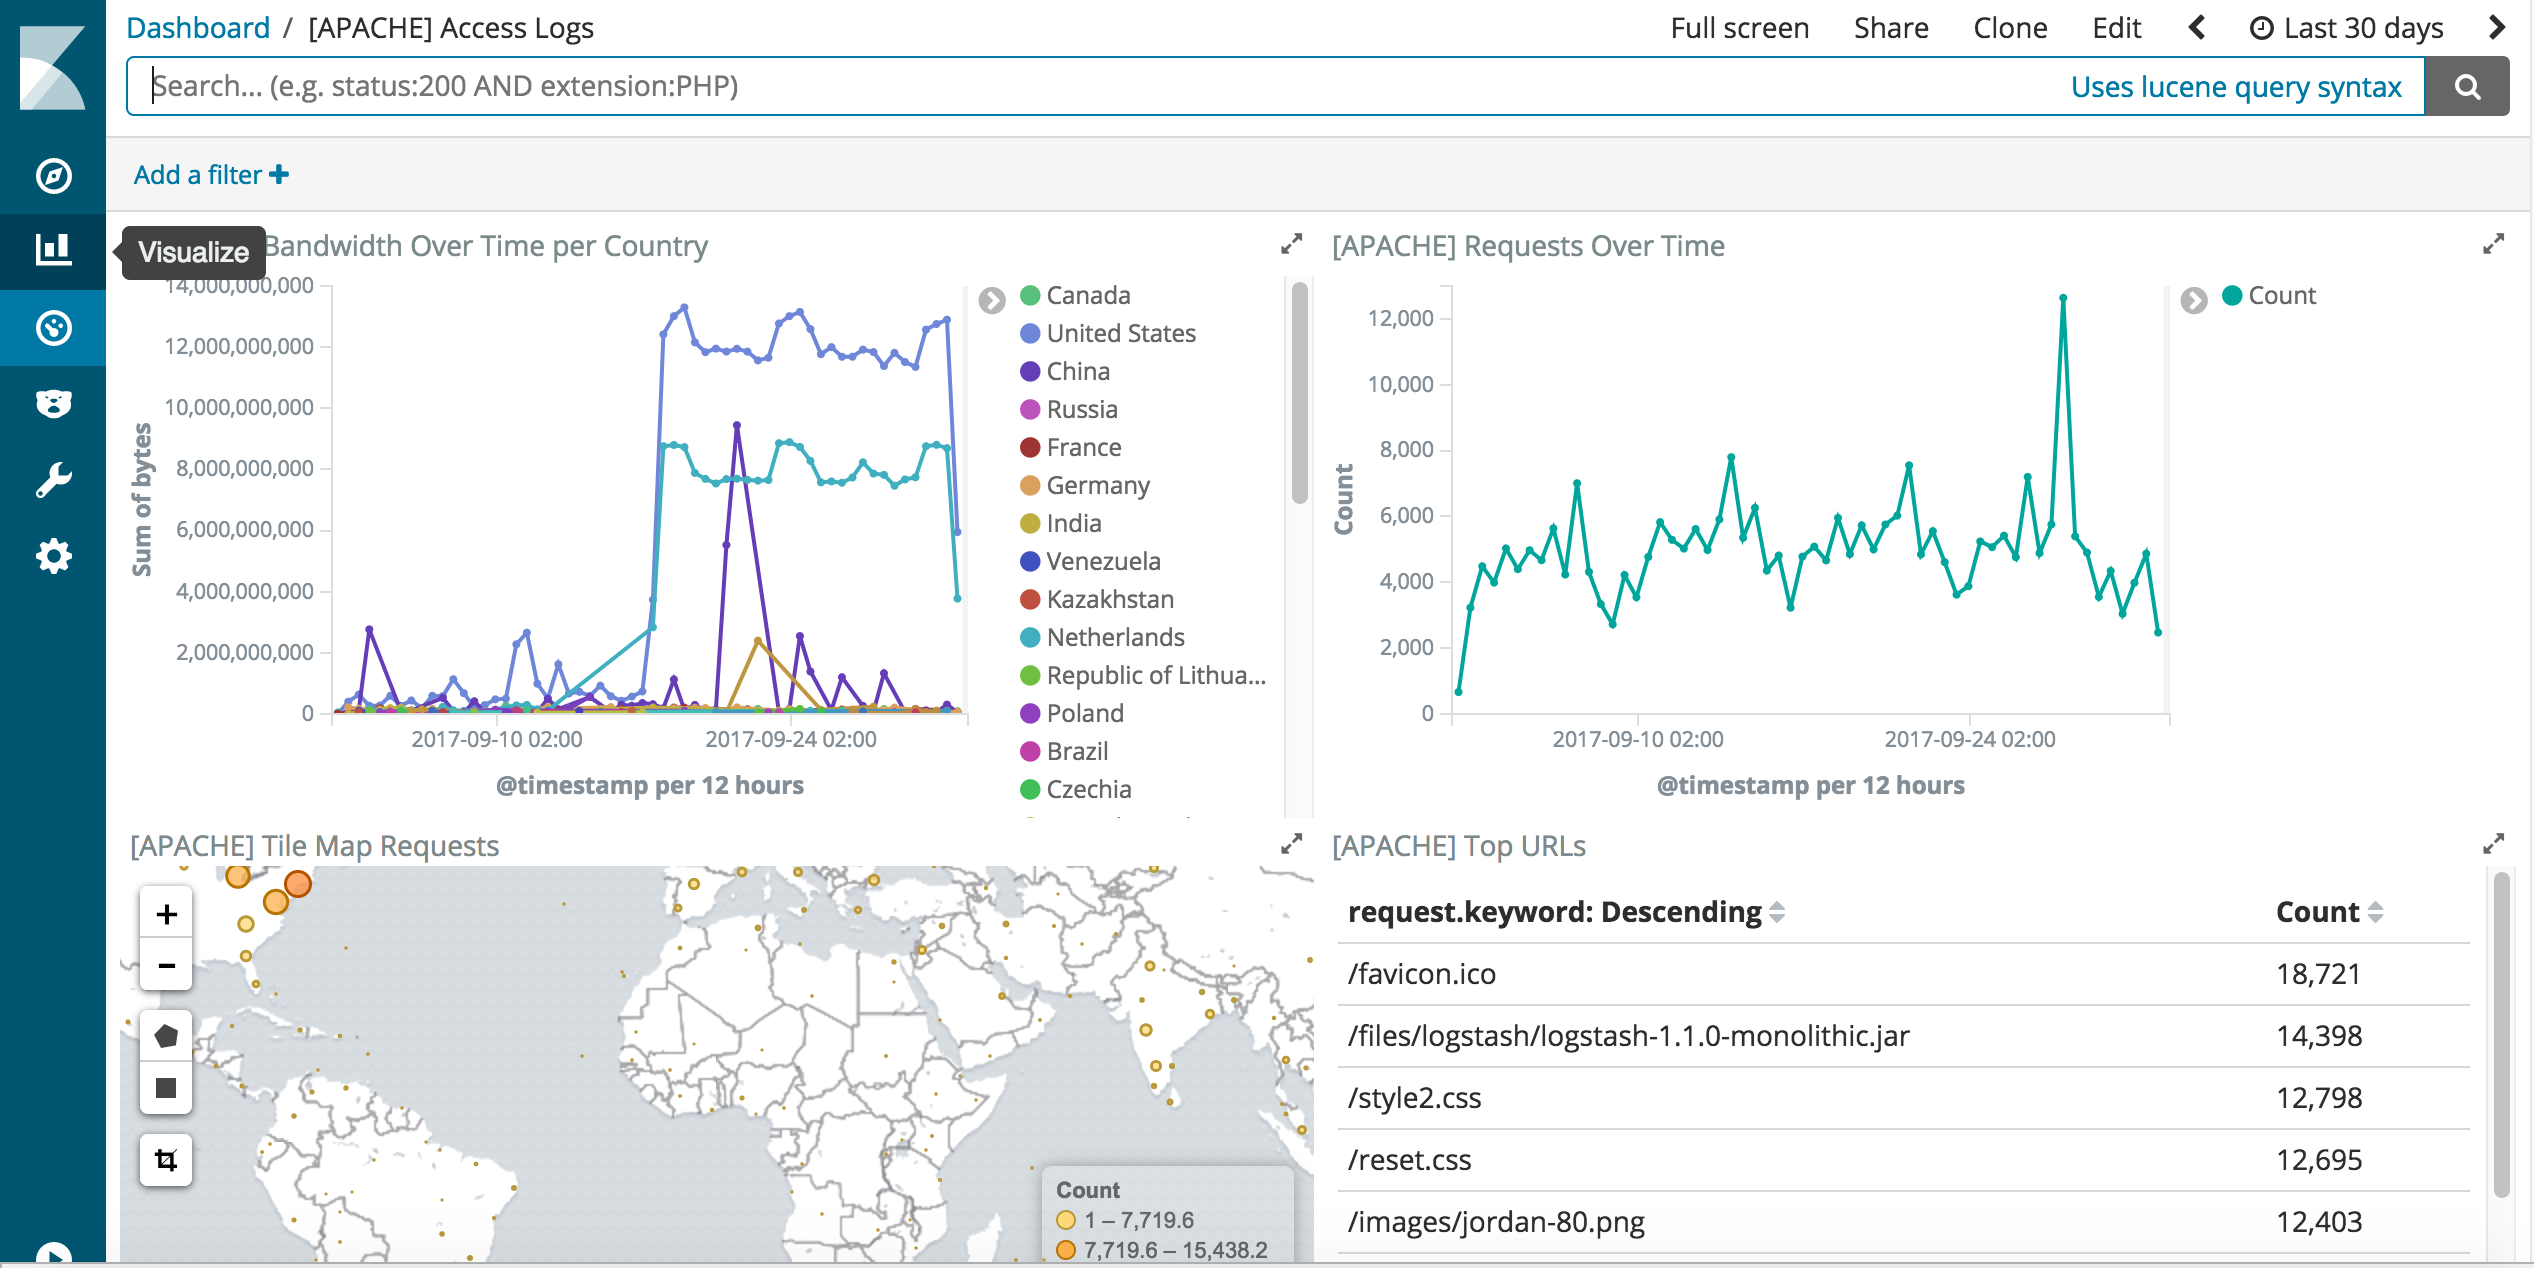 Dashboard / [APACHE] Access Logs
Full screen Share Clone Edit Last 30 days
Search... (e.g. status:200 AND extension:PHP)
Uses lucene query syntax
Add a filter
Visualize
Bandwidth Over Time per Country
14,000,000,000
12,000,000,000
10,000,000,000
8,000,000,000
6,000,000,000
4,000,000,000
2,000,000,000
0
Sum of bytes
2017-09-10 02:00
2017-09-24 02:00
@timestamp per 12 hours
Canada
United States
China
Russia
France
Germany
India
Venezuela
Kazakhstan
Netherlands
Republic of Lithua...
Poland
Brazil
Czechia
[APACHE] Requests Over Time
12,000
10,000
8,000
6,000
4,000
2,000
0
Count
2017-09-10 02:00
2017-09-24 02:00
@timestamp per 12 hours
Count
[APACHE] Tile Map Requests
+
−
Count
1 – 7,719.6
7,719.6 – 15,438.2
[APACHE] Top URLs
request.keyword: Descending Count
/favicon.ico 18,721
/files/logstash/logstash-1.1.0-monolithic.jar 14,398
/style2.css 12,798
/reset.css 12,695
/images/jordan-80.png 12,403